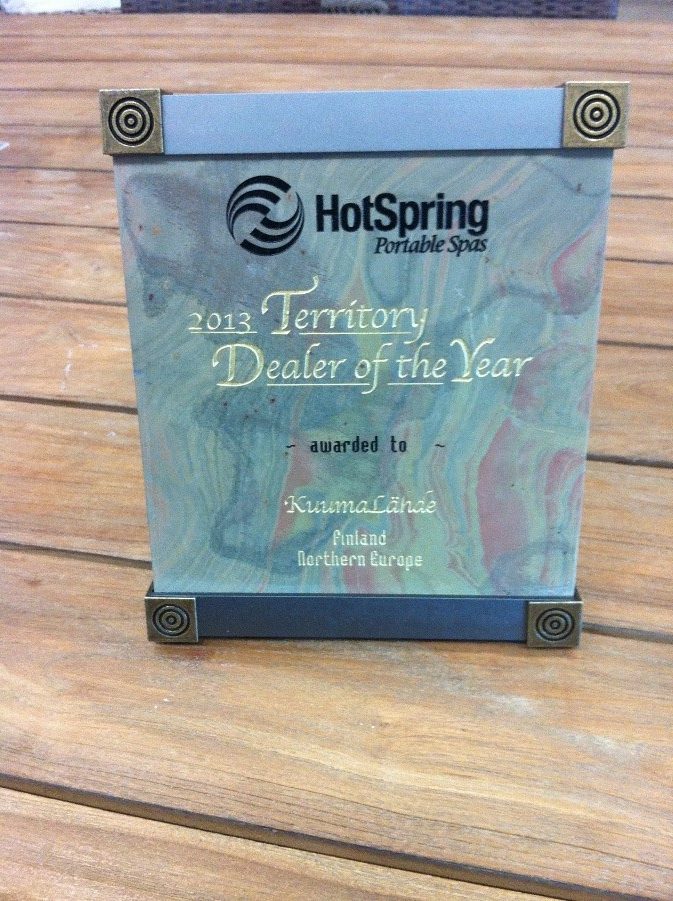 HotSpring
Portable Spas
2013 Territory
Dealer of the Year
~ awarded to ~
KuumaLähde
Finland
Northern Europe